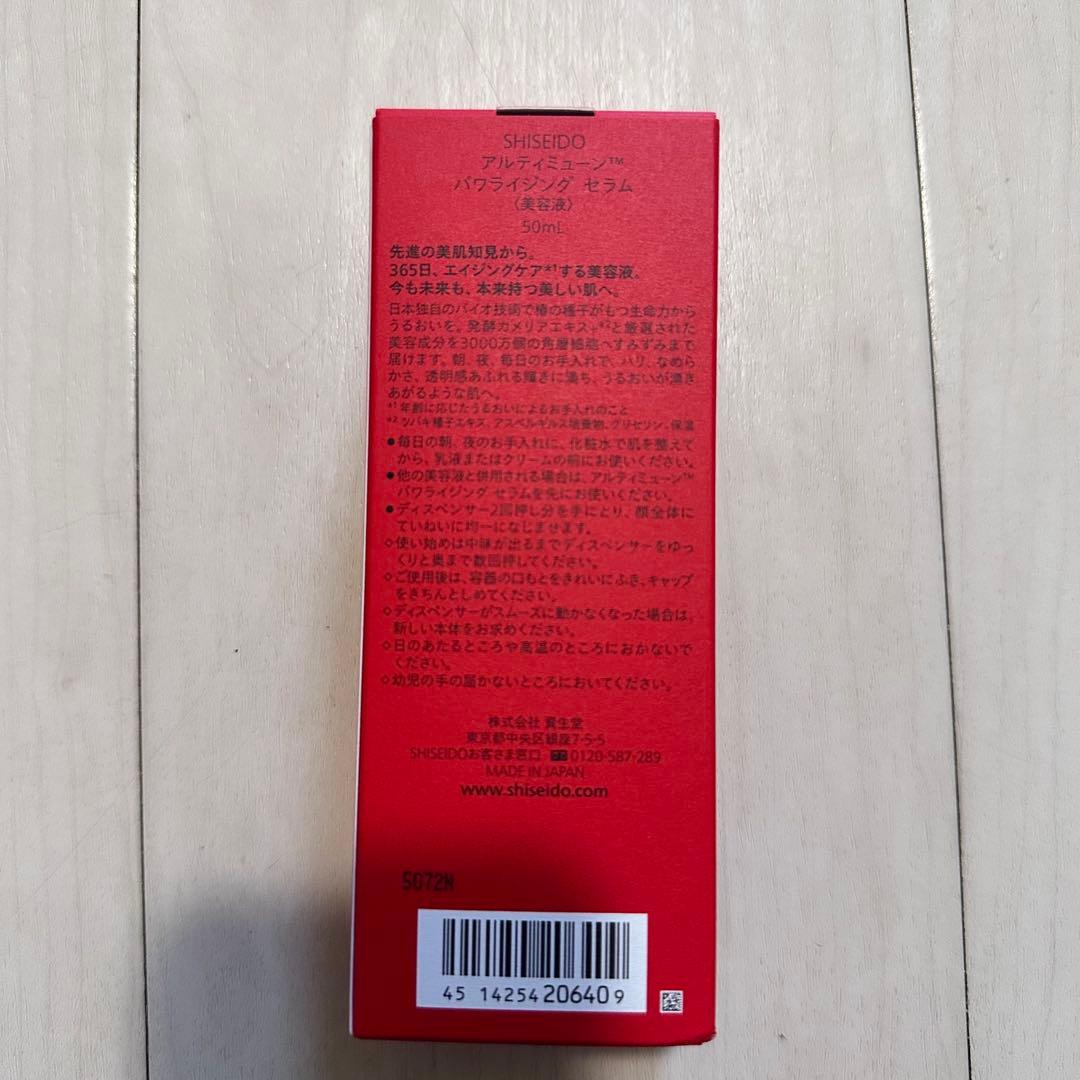 SHISEIDO
アルティミューン™
パワライジング セラム
〈美容液〉
50mL
先進の美肌知見から。
365日、エイジングケア*1する美容液。
今も未来も、本来持つ美しい肌へ。
日本独自のバイオ技術で椿の種子がもつ生命力から
うるおいを。発酵カメリアエキス+*2と厳選された
美容成分を3000万個の角層細胞へすみずみまで
届けます。朝、夜、毎日のお手入れで、ハリ、なめら
かさ、透明感あふれる輝きに満ち、うるおいが湧き
あがるような肌へ。
*1 年齢に応じたうるおいによるお手入れのこと
*2 ツバキ種子エキス、アスペルギルス培養物、グリセリン、保湿
●毎日の朝、夜のお手入れに、化粧水で肌を整えて
から、乳液またはクリームの前にお使いください。
●他の美容液と併用される場合は、アルティミューン™
パワライジング セラムを先にお使いください。
●ディスペンサー2回押し分を手にとり、顔全体に
ていねいに均一になじませます。
◇使い始めは中味が出るまでディスペンサーをゆっ
くりと奥まで数回押してください。
◇ご使用後は、容器の口もとをきれいにふき、キャップ
をきちんとしめてください。
◇ディスペンサーがスムーズに動かなくなった場合は、
新しい本体をお求めください。
◇日のあたるところや高温のところにおかないで
ください。
◇幼児の手の届かないところにおいてください。
株式会社 資生堂
東京都中央区銀座7-5-5
SHISEIDOお客さま窓口 0120-587-289
MADE IN JAPAN
www.shiseido.com
5072N
45 14254 20640 9